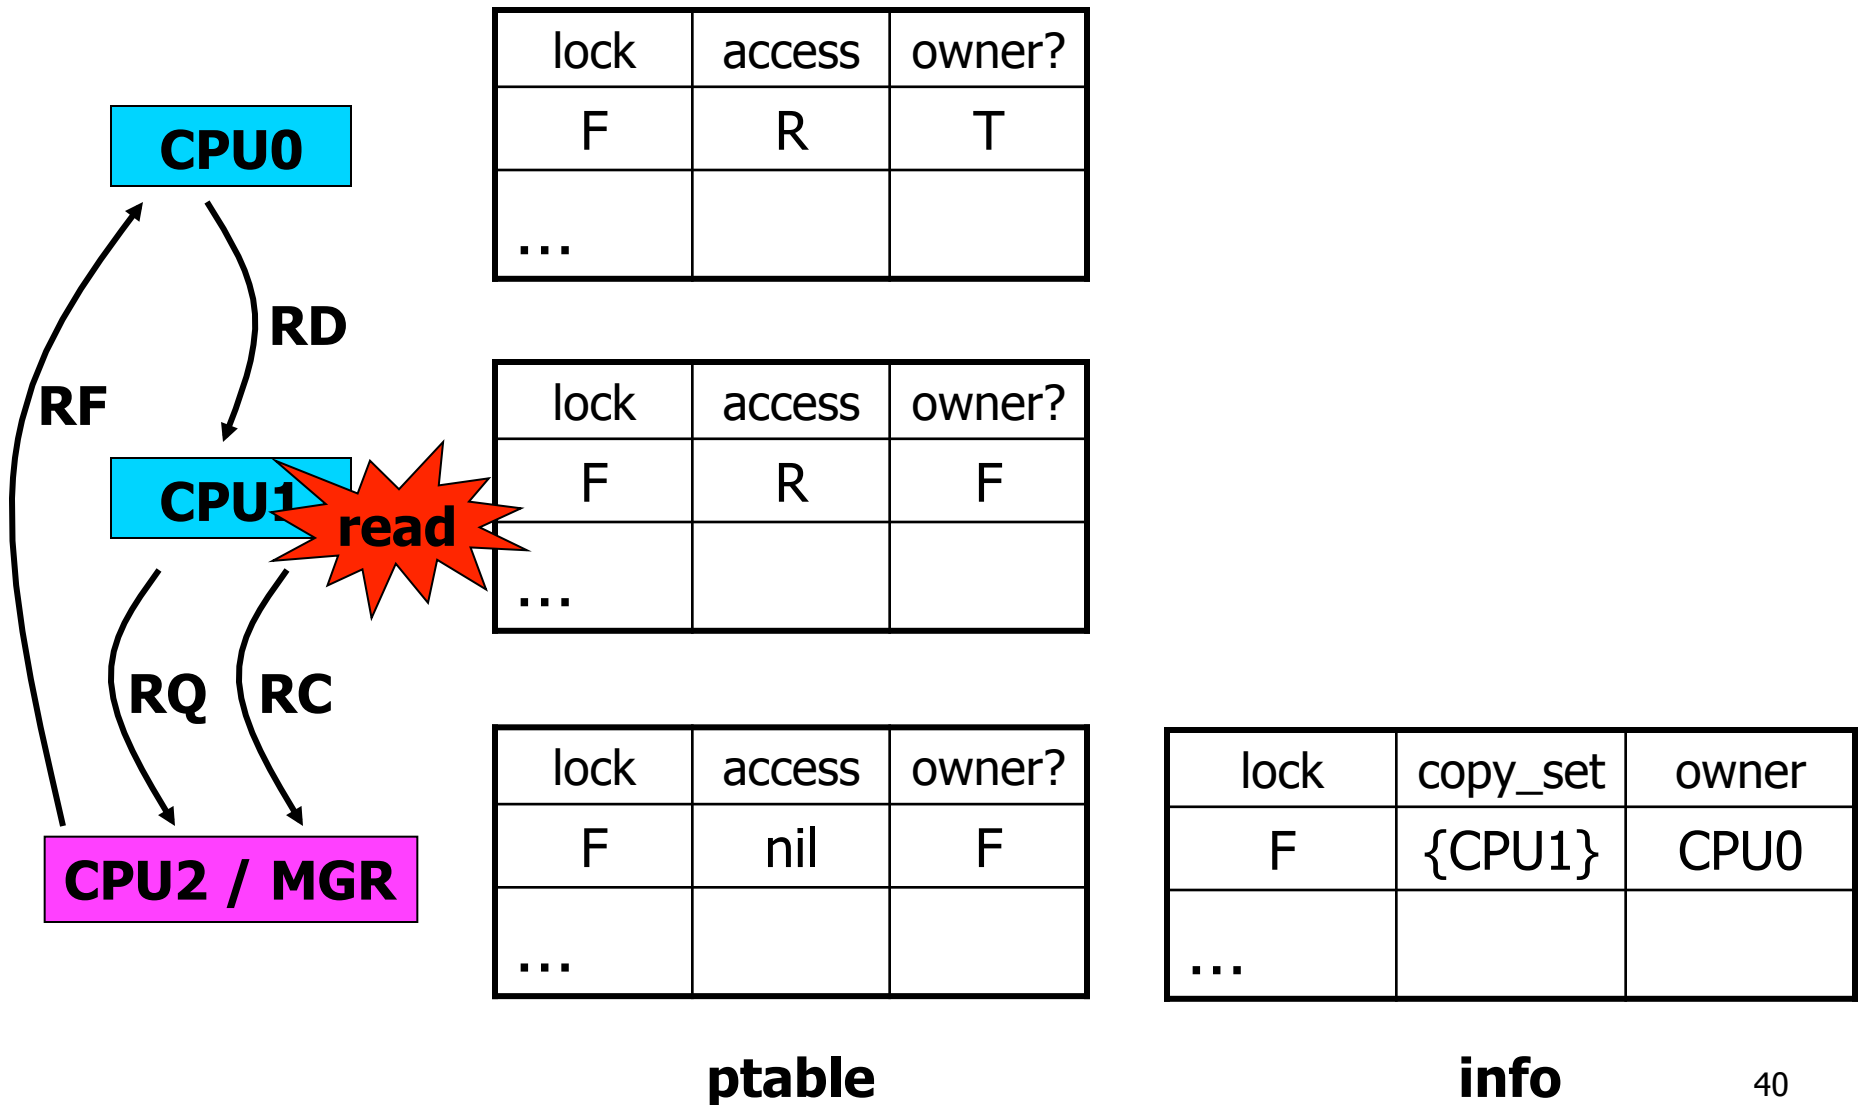 lock access owner?
F R T
...
CPU0
RD
RF
lock access owner?
F R F
...
CPU1
read
RQ RC
lock access owner?
F nil F
...
CPU2 / MGR
lock copy_set owner
F {CPU1} CPU0
...
ptable
info
40